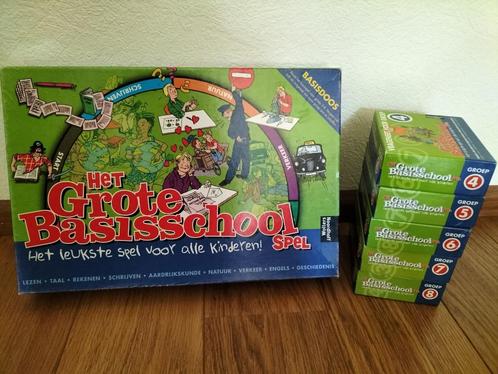 BASISDOOS
START
SCHRIJVEN
NATUUR
VERKEER
HET
Grote
Basisschool
SPEL
Het leukste spel voor alle kinderen!
LEZEN • TAAL • REKENEN • SCHRIJVEN • AARDRIJKSKUNDE • NATUUR • VERKEER • ENGELS • GESCHIEDENIS
Noordhoff
Grote
Basisschool
GROEP
4
Grote
Basisschool
GROEP
5
Grote
Basisschool
GROEP
6
Grote
Basisschool
GROEP
7
Grote
Basisschool
GROEP
8